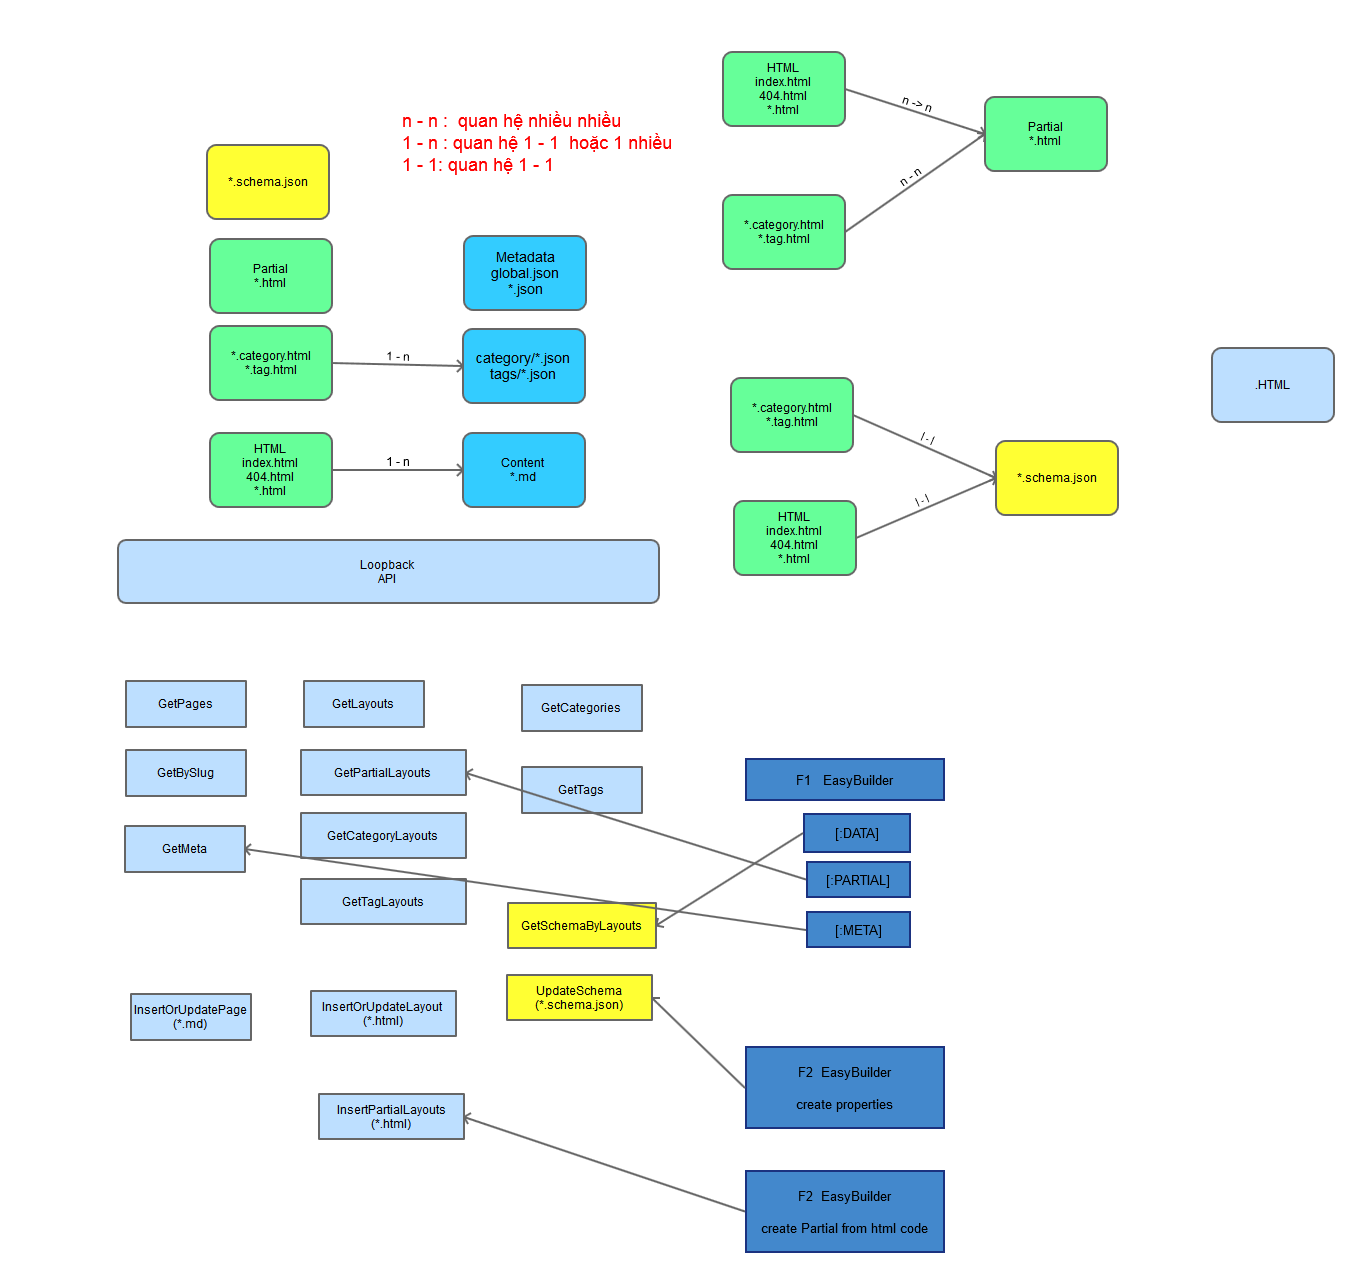 n - n :  quan hệ nhiều nhiều
1 - n : quan hệ 1 - 1  hoặc 1 nhiều
1 - 1: quan hệ 1 - 1
*.schema.json
Partial
*.html
Metadata
global.json
*.json
*.category.html
*.tag.html
1 - n
category/*.json
tags/*.json
HTML
index.html
404.html
*.html
1 - n
Content
*.md
Loopback
API
HTML
index.html
404.html
*.html
n -> n
Partial
*.html
*.category.html
*.tag.html
n - n
*.category.html
*.tag.html
1 - 1
*.schema.json
HTML
index.html
404.html
*.html
1 - 1
.HTML
GetPages
GetLayouts
GetCategories
GetBySlug
GetPartialLayouts
GetTags
GetMeta
GetCategoryLayouts
GetTagLayouts
GetSchemaByLayouts
F1   EasyBuilder
[:DATA]
[:PARTIAL]
[:META]
InsertOrUpdatePage
(*.md)
InsertOrUpdateLayout
(*.html)
UpdateSchema
(*.schema.json)
InsertPartialLayouts
(*.html)
F2  EasyBuilder
create properties
F2  EasyBuilder
create Partial from html code